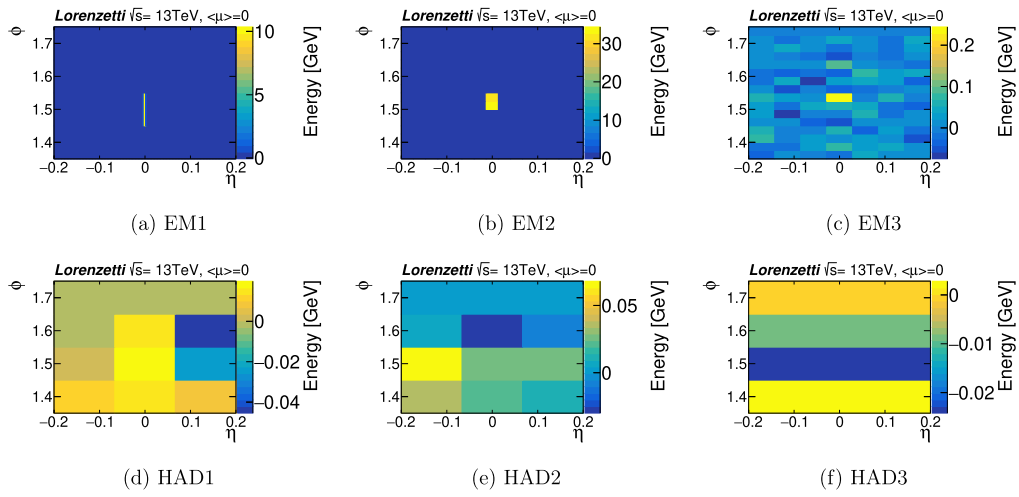 Lorenzetti √s= 13TeV, <μ>=0
ϕ
1.7
1.6
1.5
1.4
−0.2 −0.1 0 0.1 0.2
η
10
5
0
Energy [GeV]
(a) EM1
Lorenzetti √s= 13TeV, <μ>=0
ϕ
1.7
1.6
1.5
1.4
−0.2 −0.1 0 0.1 0.2
η
30
25
20
15
10
5
0
Energy [GeV]
(b) EM2
Lorenzetti √s= 13TeV, <μ>=0
ϕ
1.7
1.6
1.5
1.4
−0.2 −0.1 0 0.1 0.2
η
0.2
0.1
0
Energy [GeV]
(c) EM3
Lorenzetti √s= 13TeV, <μ>=0
ϕ
1.7
1.6
1.5
1.4
−0.2 −0.1 0 0.1 0.2
η
0
−0.02
−0.04
Energy [GeV]
(d) HAD1
Lorenzetti √s= 13TeV, <μ>=0
ϕ
1.7
1.6
1.5
1.4
−0.2 −0.1 0 0.1 0.2
η
0.05
0
Energy [GeV]
(e) HAD2
Lorenzetti √s= 13TeV, <μ>=0
ϕ
1.7
1.6
1.5
1.4
−0.2 −0.1 0 0.1 0.2
η
0
−0.01
−0.02
Energy [GeV]
(f) HAD3